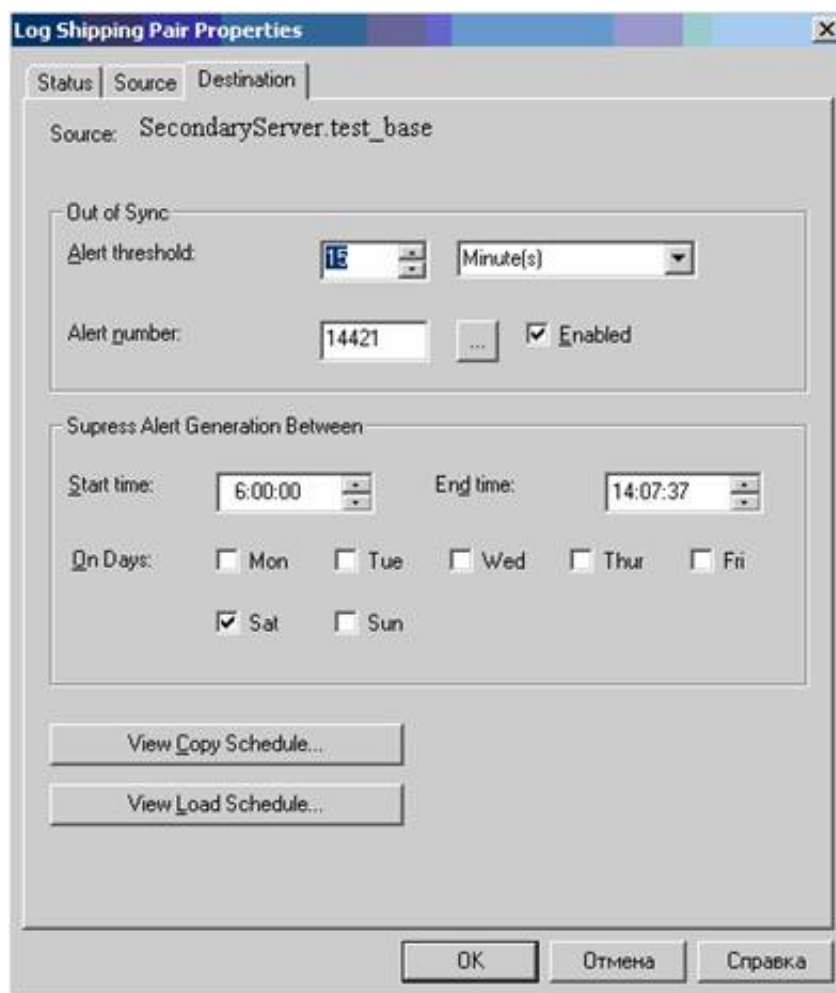 Log Shipping Pair Properties
Status Source Destination
Source: SecondaryServer.test_base
Out of Sync
Alert threshold: 15 Minute(s)
Alert number: 14421 ... Enabled
Supress Alert Generation Between
Start time: 6:00:00 End time: 14:07:37
On Days: Mon Tue Wed Thur Fri
Sat Sun
View Copy Schedule...
View Load Schedule...
OK Отмена Справка